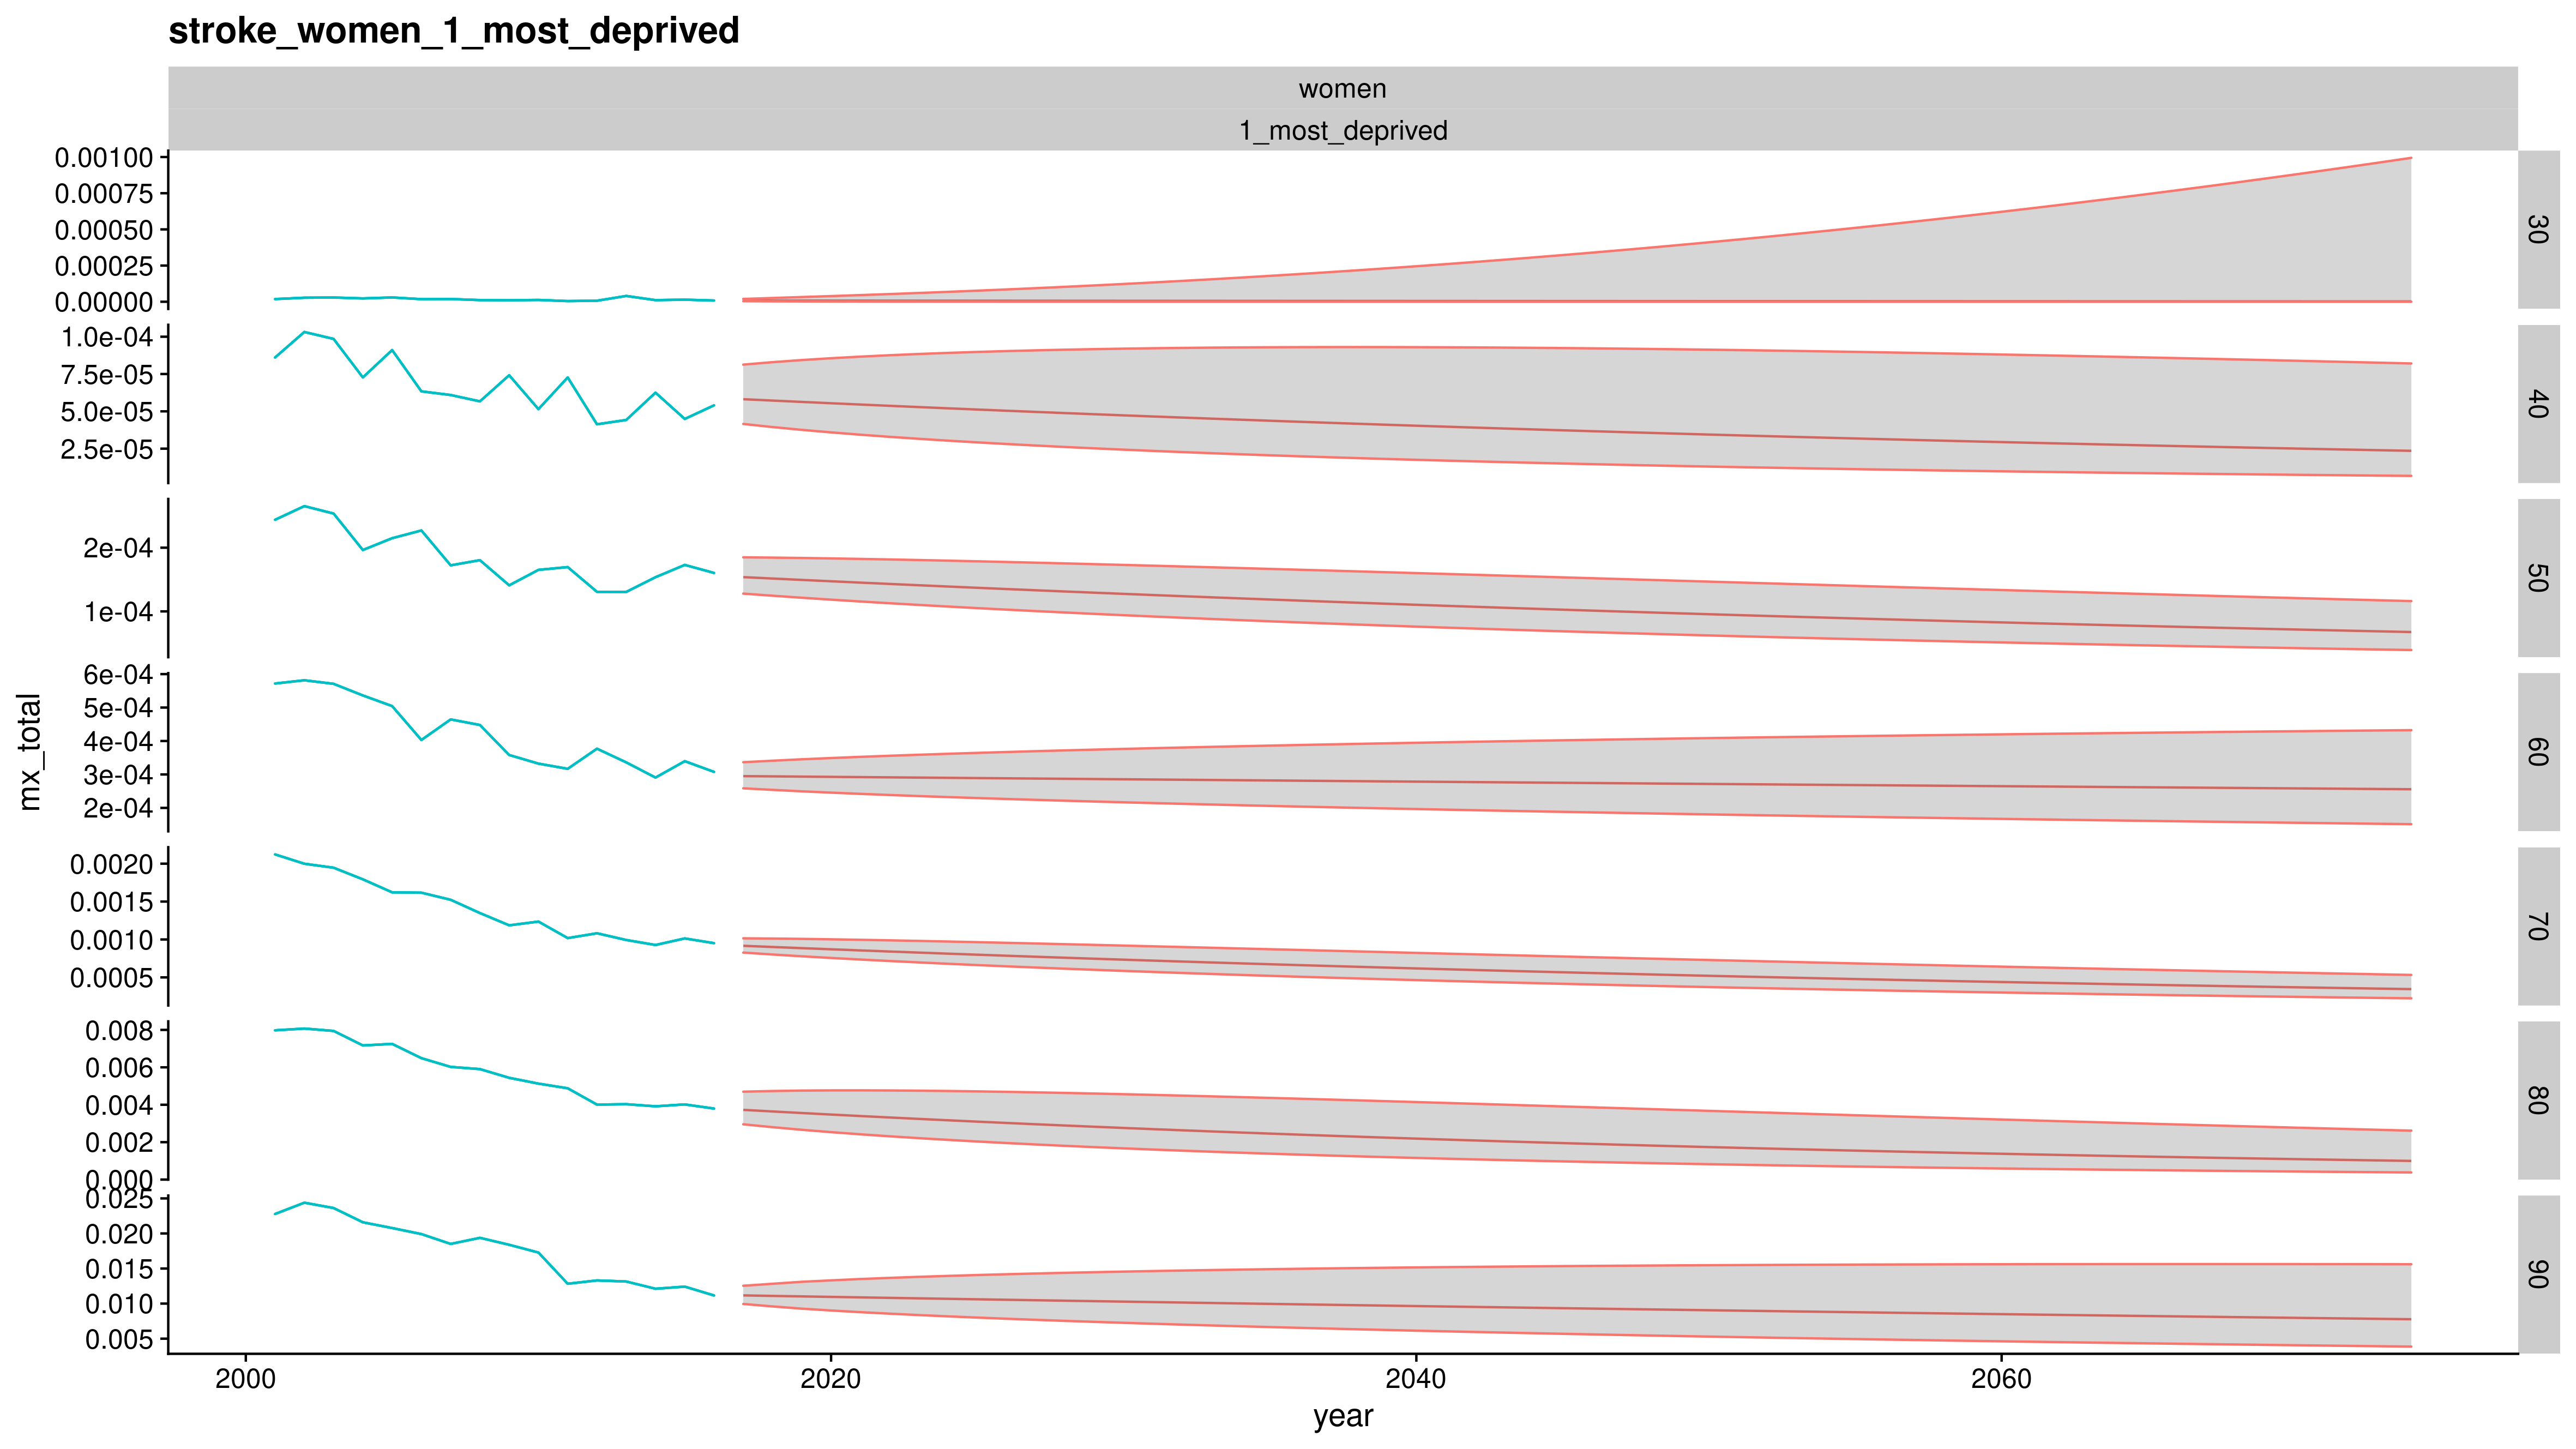 stroke_women_1_most_deprived
women
1_most_deprived
0.00100
0.00075
0.00050
0.00025
0.00000
30
1.0e-04
7.5e-05
5.0e-05
2.5e-05
40
2e-04
1e-04
50
6e-04
5e-04
4e-04
3e-04
2e-04
60
0.0020
0.0015
0.0010
0.0005
70
0.008
0.006
0.004
0.002
0.000
80
0.025
0.020
0.015
0.010
0.005
90
mx_total
2000 2020 2040 2060
year